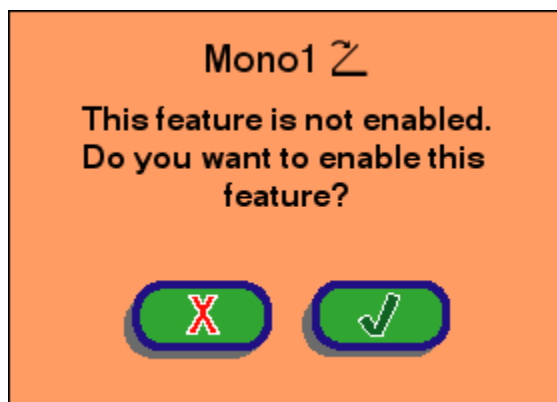 Mono1
This feature is not enabled.
Do you want to enable this
feature?
X